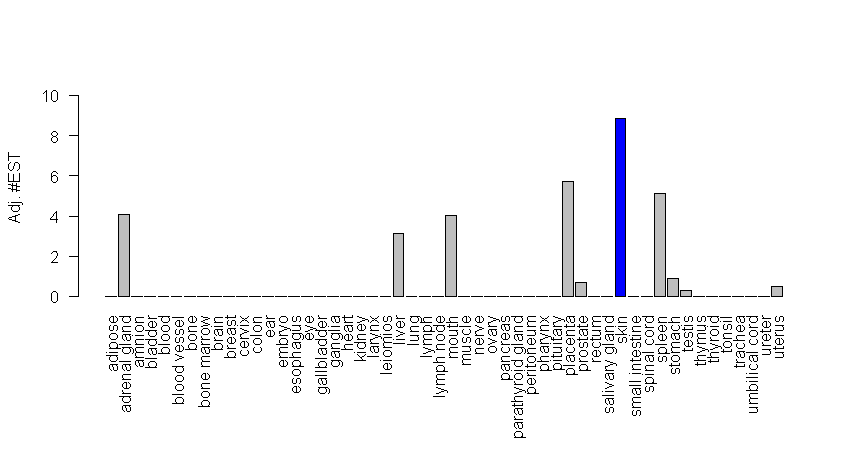 10
8
6
4
2
0
Adj. #EST
adipose
adrenal gland
amnion
bladder
blood
blood vessel
bone
bone marrow
brain
breast
cervix
colon
ear
embryo
esophagus
eye
gallbladder
ganglia
heart
kidney
larynx
leiomios
liver
lung
lymph
lymph node
mouth
muscle
nerve
ovary
pancreas
parathyroid gland
peritoneum
pharynx
pituitary
placenta
prostate
rectum
salivary gland
skin
small intestine
spinal cord
spleen
stomach
testis
thymus
thyroid
tonsil
trachea
umbilical cord
ureter
uterus